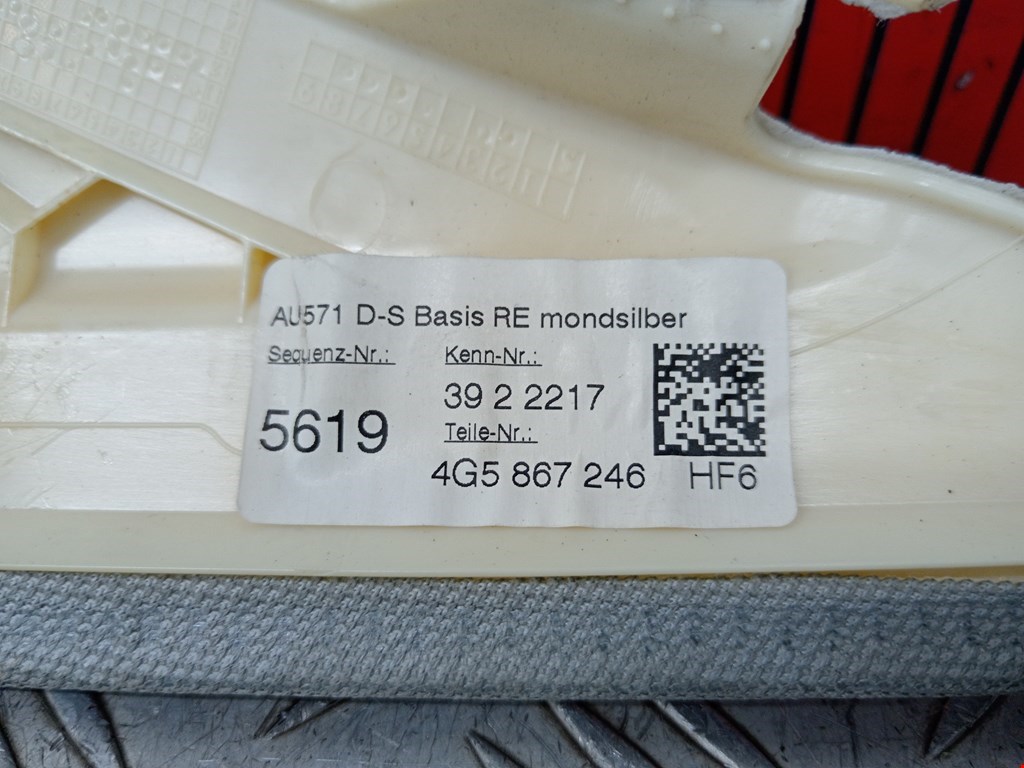 AU571 D-S Basis RE mondsilber
Sequenz-Nr.: Kenn-Nr.:
39 2 2217
5619
Teile-Nr.:
4G5 867 246 HF6